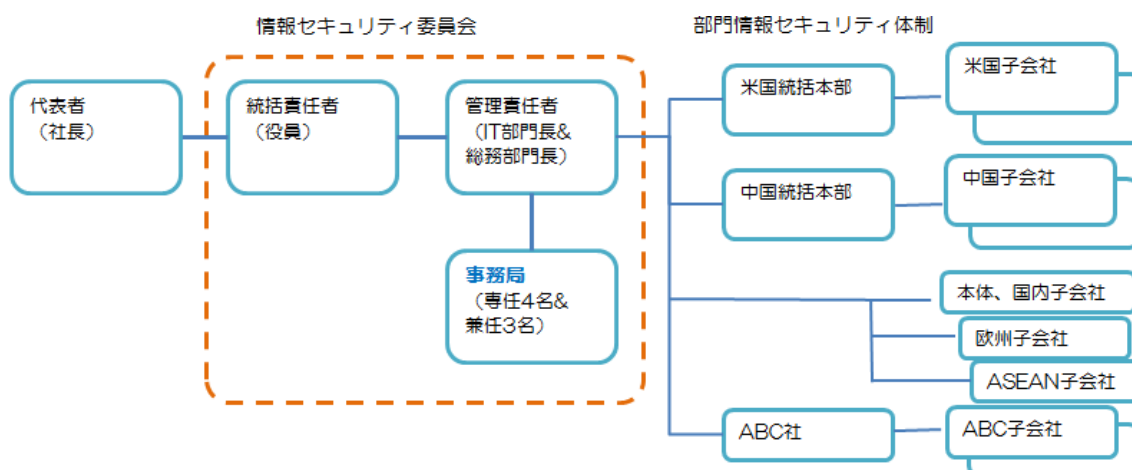 情報セキュリティ委員会
部門情報セキュリティ体制
代表者
（社長）
統括責任者
（役員）
管理責任者
（IT部門長&
総務部門長）
事務局
（専任4名&
兼任3名）
米国統括本部
米国子会社
中国統括本部
中国子会社
本体、国内子会社
欧州子会社
ASEAN子会社
ABC社
ABC子会社